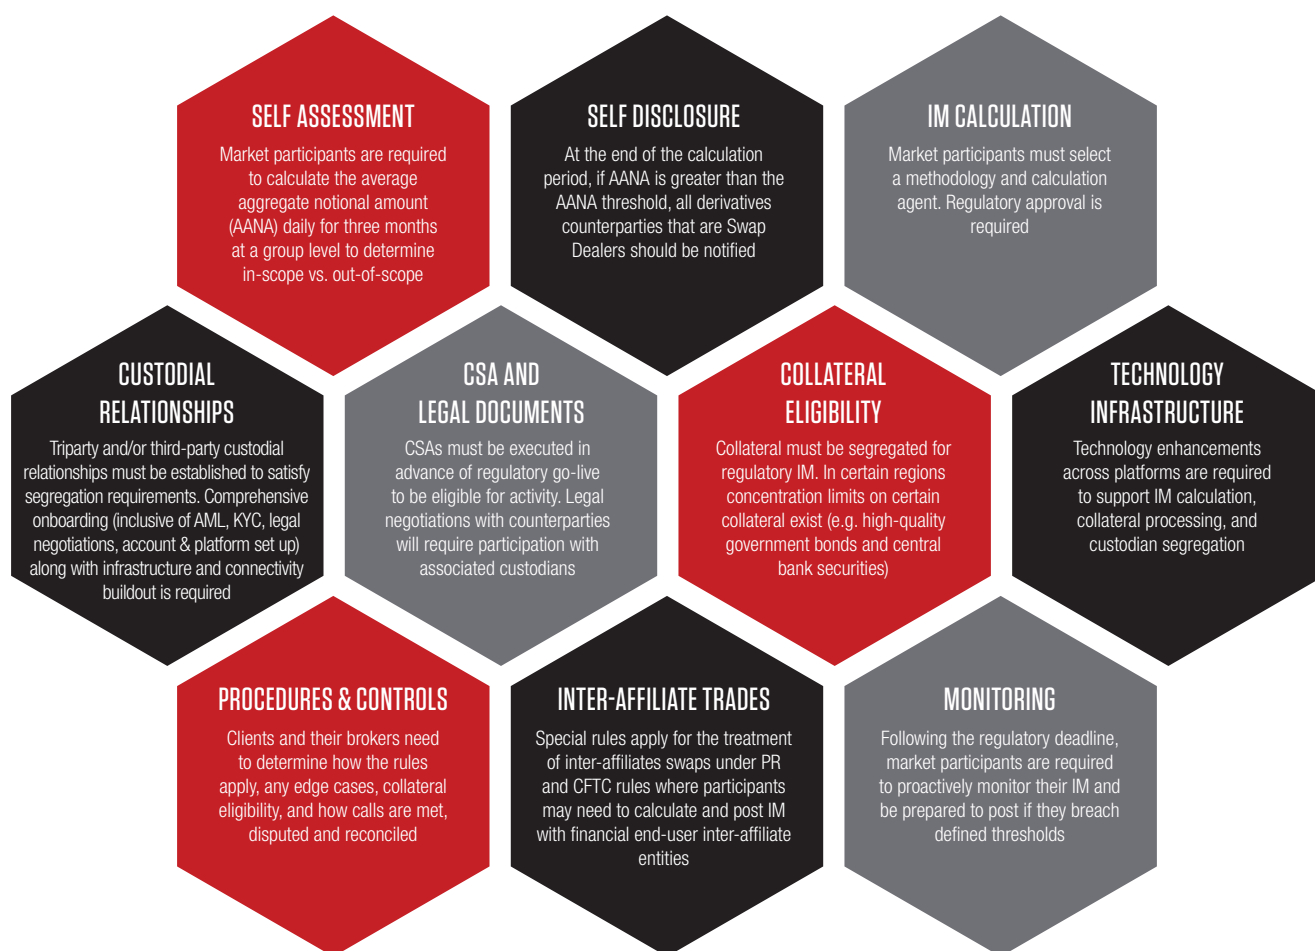 SELF ASSESSMENT
Market participants are required
to calculate the average
aggregate notional amount
(AANA) daily for three months
at a group level to determine
in-scope vs. out-of-scope
SELF DISCLOSURE
At the end of the calculation
period, if AANA is greater than the
AANA threshold, all derivatives
counterparties that are Swap
Dealers should be notified
IM CALCULATION
Market participants must select
a methodology and calculation
agent. Regulatory approval is
required
CUSTODIAL
RELATIONSHIPS
Triparty and/or third-party custodial
relationships must be established to satisfy
segregation requirements. Comprehensive
onboarding (inclusive of AML, KYC, legal
negotiations, account & platform set up)
along with infrastructure and connectivity
buildout is required
CSA AND
LEGAL DOCUMENTS
CSAs must be executed in
advance of regulatory go-live
to be eligible for activity. Legal
negotiations with counterparties
will require participation with
associated custodians
COLLATERAL
ELIGIBILITY
Collateral must be segregated for
regulatory IM. In certain regions
concentration limits on certain
collateral exist (e.g. high-quality
government bonds and central
bank securities)
TECHNOLOGY
INFRASTRUCTURE
Technology enhancements
across platforms are required
to support IM calculation,
collateral processing, and
custodian segregation
PROCEDURES & CONTROLS
Clients and their brokers need
to determine how the rules
apply, any edge cases, collateral
eligibility, and how calls are met,
disputed and reconciled
INTER-AFFILIATE TRADES
Special rules apply for the treatment
of inter-affiliates swaps under PR
and CFTC rules where participants
may need to calculate and post IM
with financial end-user inter-affiliate
entities
MONITORING
Following the regulatory deadline,
market participants are required
to proactively monitor their IM and
be prepared to post if they breach
defined thresholds